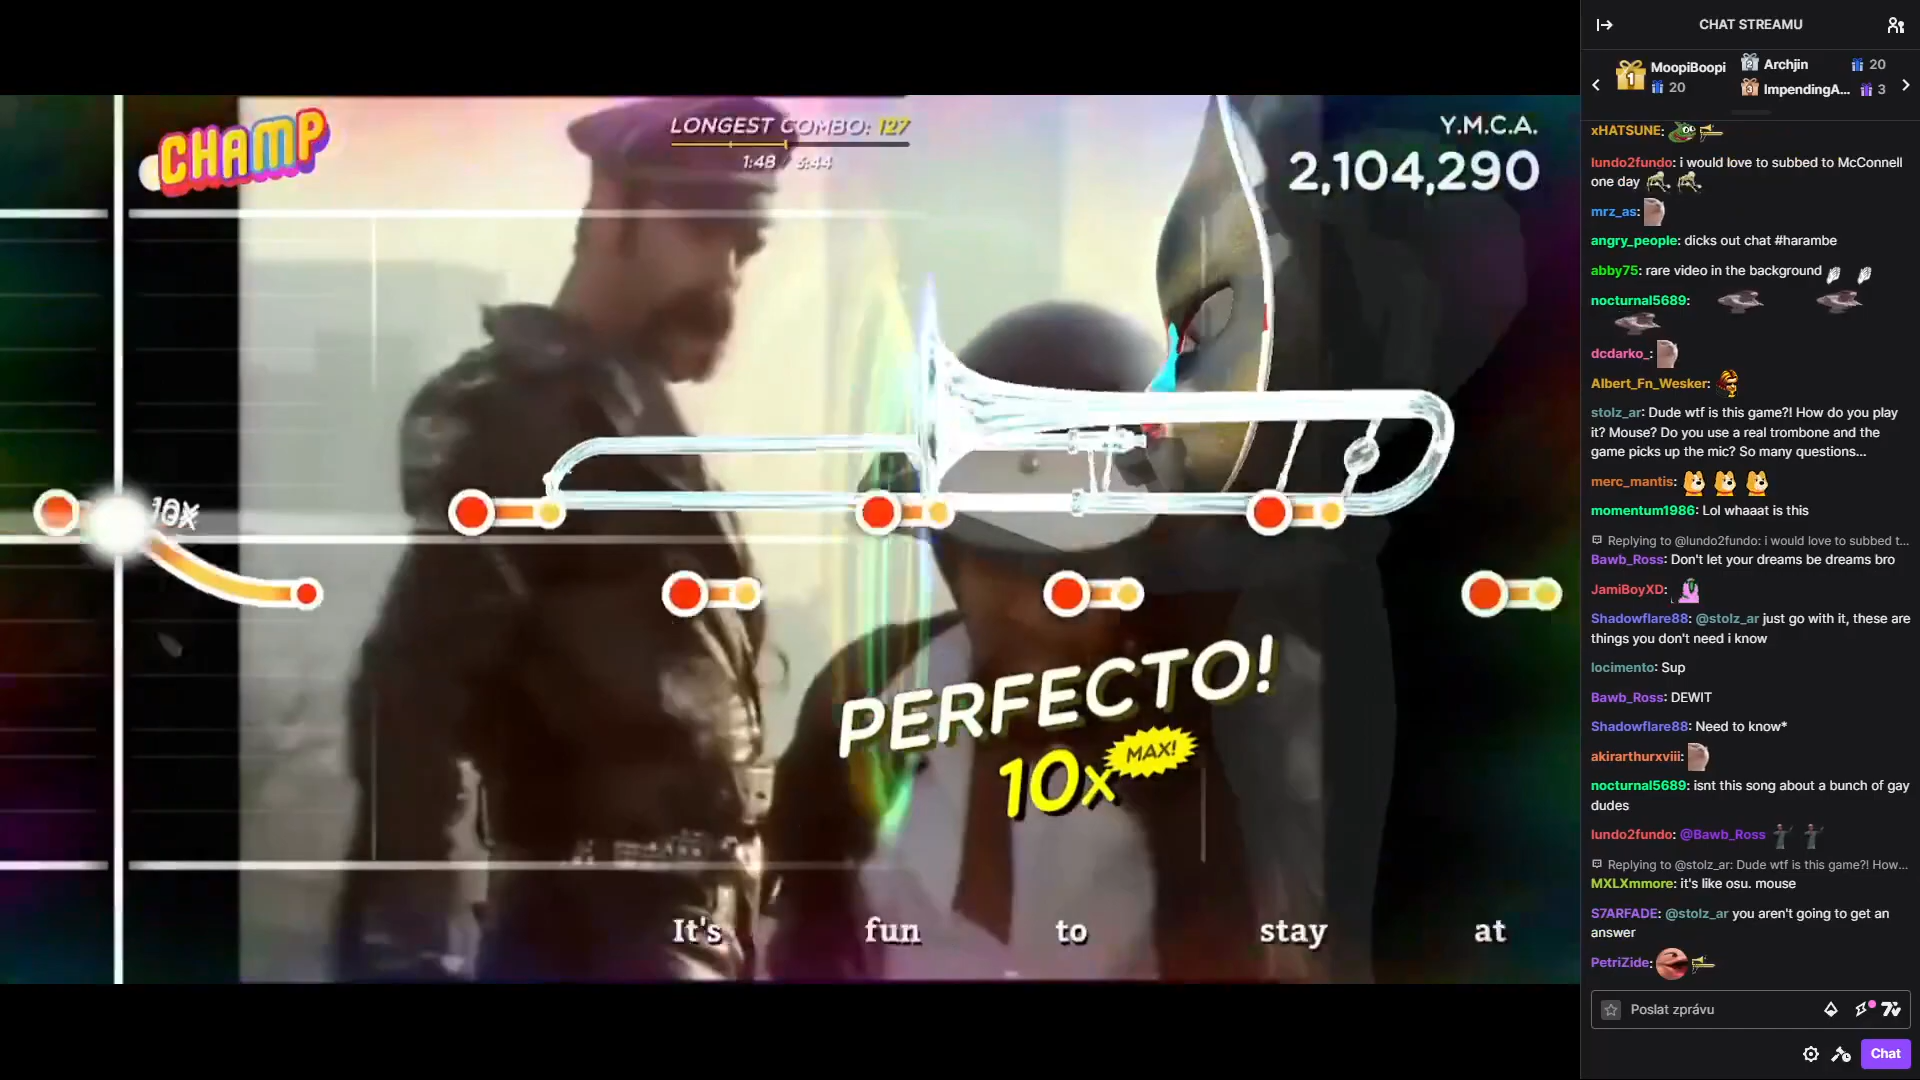 CHAMP
LONGEST COMBO: 127
1:48 / 6:44
Y.M.C.A.
2,104,290
10x
PERFECTO!
10x MAX!
It's fun to stay at
CHAT STREAMU
1 MoopiBoopi
20
2 Archjin 20
3 ImpendingA... 3
xHATSUNE:
lundo2fundo: i would love to subbed to McConnell
one day
mrz_as:
angry_people: dicks out chat #harambe
abby75: rare video in the background
nocturnal5689:
dcdarko_:
Albert_Fn_Wesker:
stolz_ar: Dude wtf is this game?! How do you play
it? Mouse? Do you use a real trombone and the
game picks up the mic? So many questions...
merc_mantis:
momentum1986: Lol whaaat is this
Replying to @lundo2fundo: i would love to subbed t...
Bawb_Ross: Don't let your dreams be dreams bro
JamiBoyXD:
Shadowflare88: @stolz_ar just go with it, these are
things you don't need i know
locimento: Sup
Bawb_Ross: DEWIT
Shadowflare88: Need to know*
akirarthurxviii:
nocturnal5689: isnt this song about a bunch of gay
dudes
lundo2fundo: @Bawb_Ross
Replying to @stolz_ar: Dude wtf is this game?! How...
MXLXmmore: it's like osu. mouse
S7ARFADE: @stolz_ar you aren't going to get an
answer
PetriZide:
Poslat zprávu
Chat